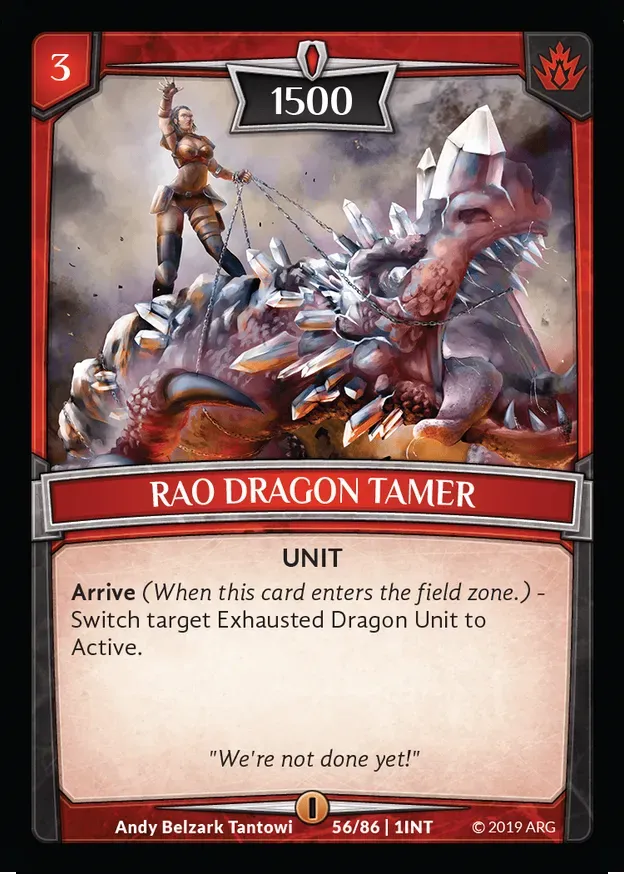 3
1500
RAO DRAGON TAMER
UNIT
Arrive (When this card enters the field zone.) -
Switch target Exhausted Dragon Unit to
Active.
"We're not done yet!"
I
Andy Belzark Tantowi 56/86 | 1INT © 2019 ARG